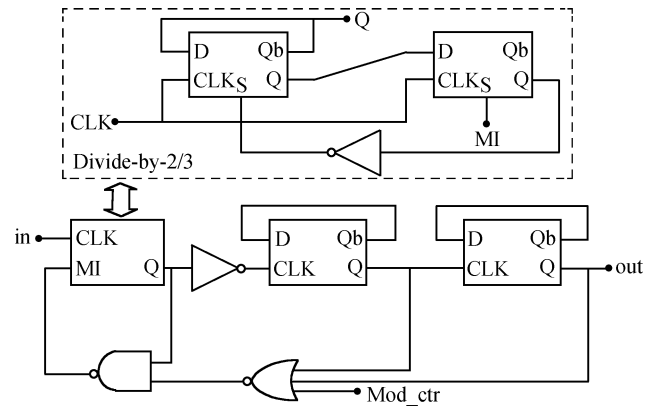 Q
D Qb
CLK Q
S
D Qb
CLK Q
S
CLK
MI
Divide-by-2/3
in
CLK
MI Q
D Qb
CLK Q
D Qb
CLK Q
out
Mod_ctr